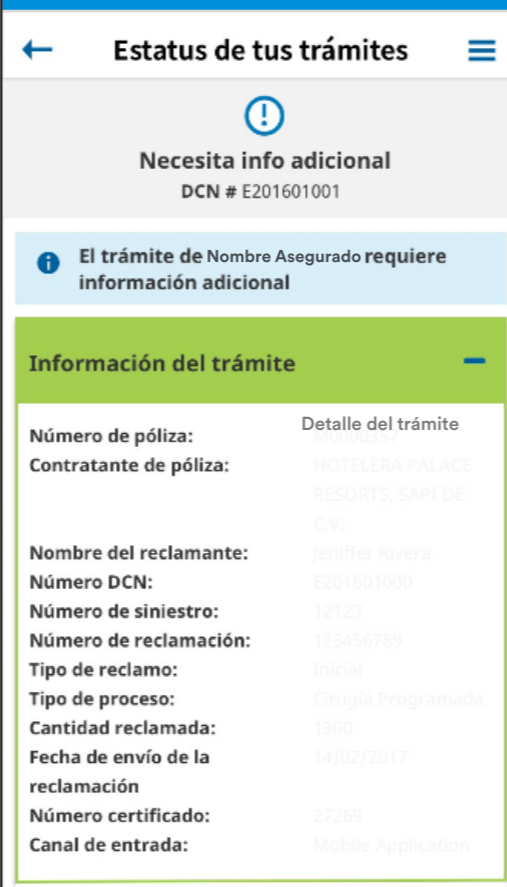 Estatus de tus trámites
Necesita info adicional
DCN # E201601001
El trámite de Nombre Asegurado requiere
información adicional
Información del trámite
Detalle del trámite
Número de póliza:
Contratante de póliza: HOTELERA PALACE
RESORTS, SAPI DE
C.V.
Nombre del reclamante: Jeniffer Rivera
Número DCN: E201601000
Número de siniestro: 12123
Número de reclamación: 123456789
Tipo de reclamo: Inicial
Tipo de proceso: Cirugía Programada
Cantidad reclamada: 1300
Fecha de envío de la 14/02/2017
reclamación
Número certificado: 27269
Canal de entrada: Mobile Application